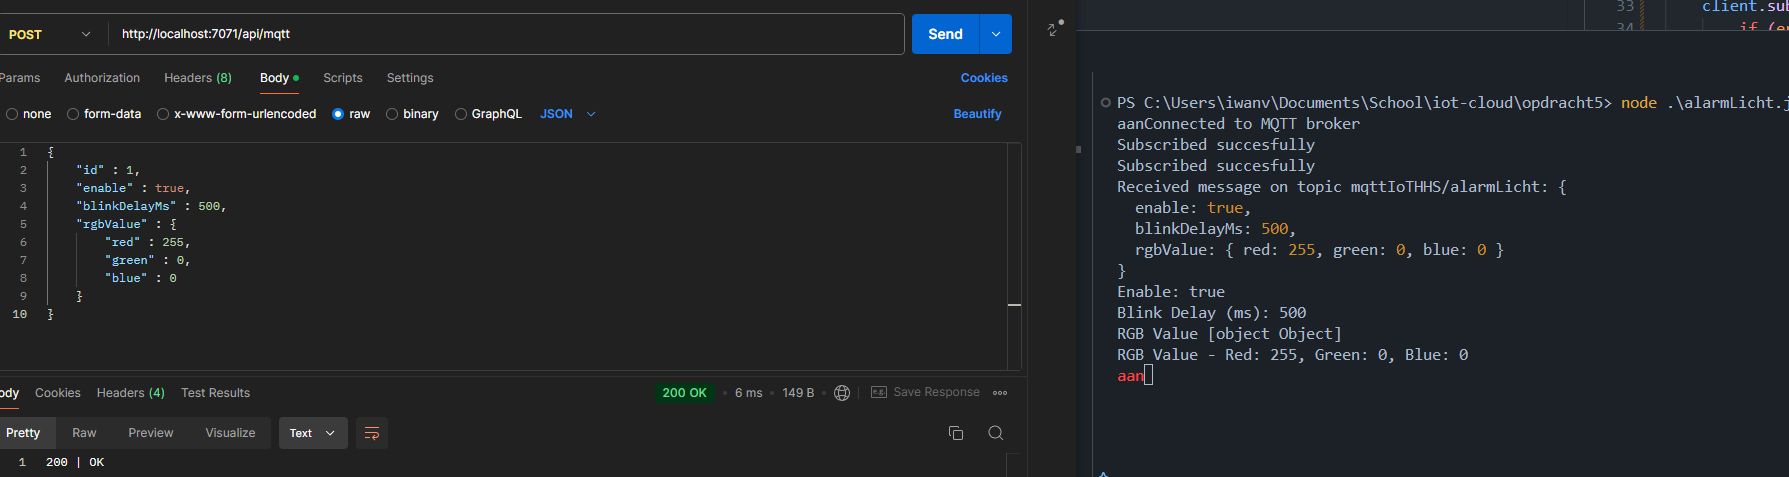 POST
http://localhost:7071/api/mqtt
Send
Params Authorization Headers (8) Body Scripts Settings Cookies
none form-data x-www-form-urlencoded raw binary GraphQL JSON Beautify
1 {
2 "id" : 1,
3 "enable" : true,
4 "blinkDelayMs" : 500,
5 "rgbValue" : {
6 "red" : 255,
7 "green" : 0,
8 "blue" : 0
9 }
10 }
ody Cookies Headers (4) Test Results 200 OK • 6 ms • 149 B • e.g. Save Response
Pretty Raw Preview Visualize Text
1 200 | OK
33 client.sub
34 if (e
PS C:\Users\iwanv\Documents\School\iot-cloud\opdracht5> node .\alarmLicht.j
aanConnected to MQTT broker
Subscribed succesfully
Subscribed succesfully
Received message on topic mqttIoTHHS/alarmLicht: {
enable: true,
blinkDelayMs: 500,
rgbValue: { red: 255, green: 0, blue: 0 }
}
Enable: true
Blink Delay (ms): 500
RGB Value [object Object]
RGB Value - Red: 255, Green: 0, Blue: 0
aan